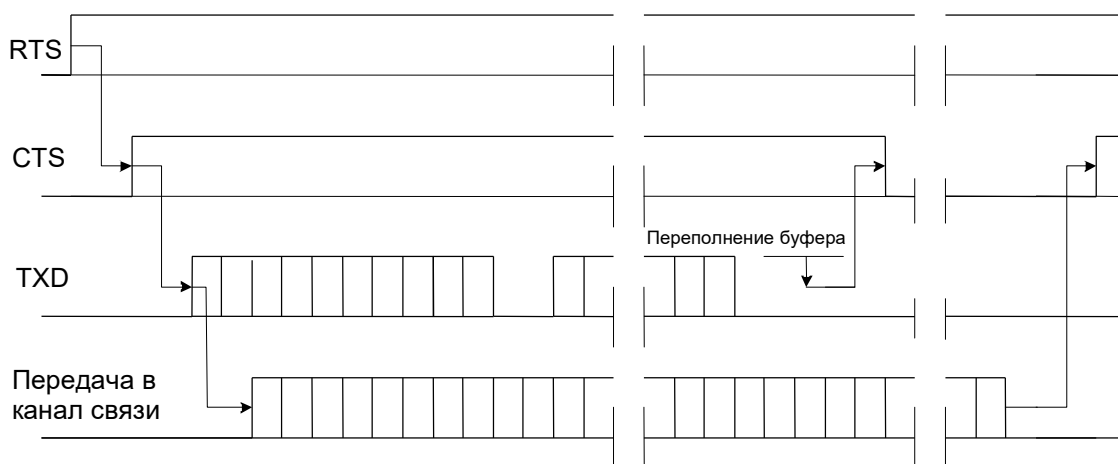 RTS
CTS
Переполнение буфера
TXD
Передача в
канал связи